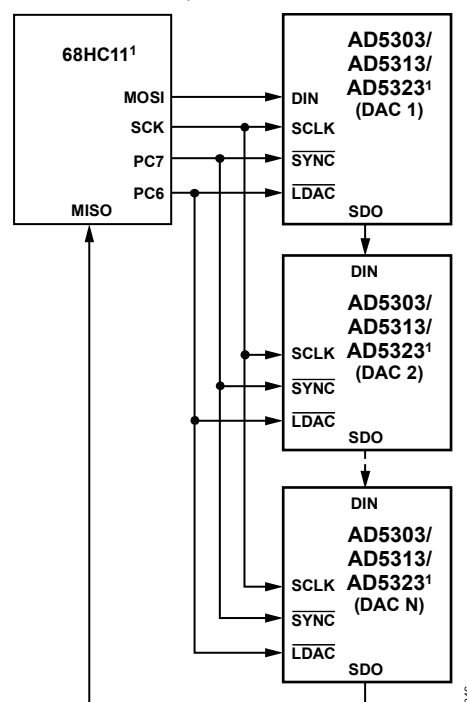 68HC11¹
MOSI
SCK
PC7
PC6
MISO
AD5303/
AD5313/
AD5323¹
(DAC 1)
DIN
SCLK
SYNC
LDAC
SDO
DIN
AD5303/
AD5313/
AD5323¹
(DAC 2)
SCLK
SYNC
LDAC
SDO
DIN
AD5303/
AD5313/
AD5323¹
(DAC N)
SCLK
SYNC
LDAC
SDO